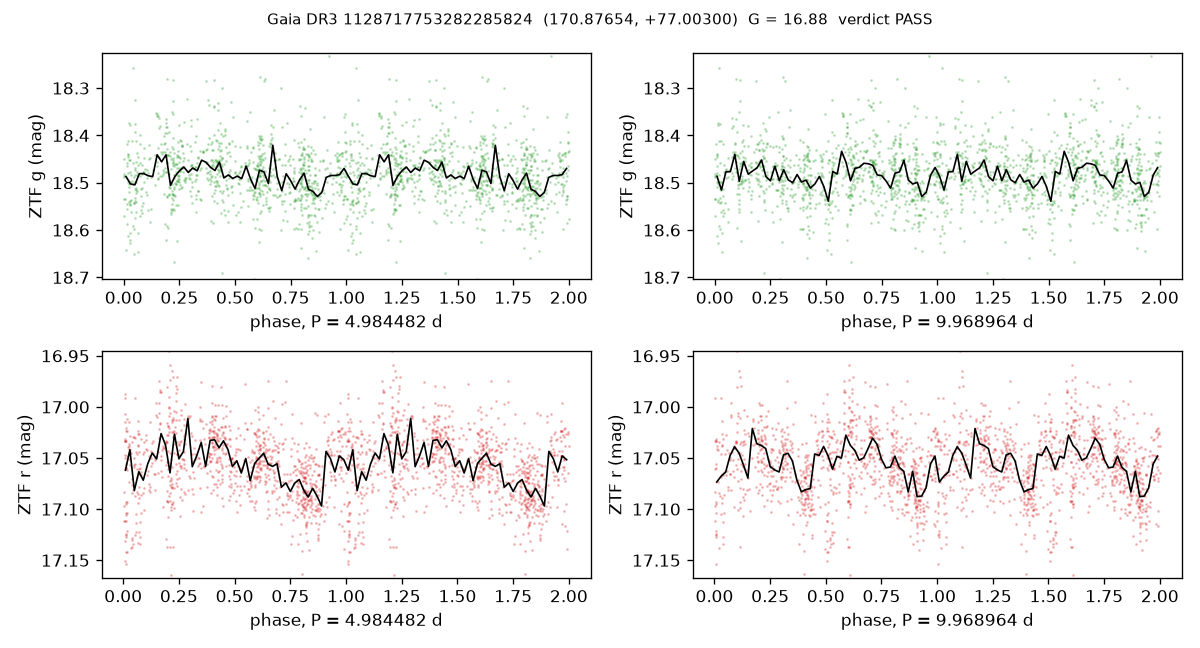 Gaia DR3 1128717753282285824  (170.87654, +77.00300)  G = 16.88  verdict PASS
ZTF g (mag)
18.3
18.4
18.5
18.6
18.7
0.00 0.25 0.50 0.75 1.00 1.25 1.50 1.75 2.00
phase, P = 4.984482 d
ZTF g (mag)
18.3
18.4
18.5
18.6
18.7
0.00 0.25 0.50 0.75 1.00 1.25 1.50 1.75 2.00
phase, P = 9.968964 d
ZTF r (mag)
16.95
17.00
17.05
17.10
17.15
0.00 0.25 0.50 0.75 1.00 1.25 1.50 1.75 2.00
phase, P = 4.984482 d
ZTF r (mag)
16.95
17.00
17.05
17.10
17.15
0.00 0.25 0.50 0.75 1.00 1.25 1.50 1.75 2.00
phase, P = 9.968964 d